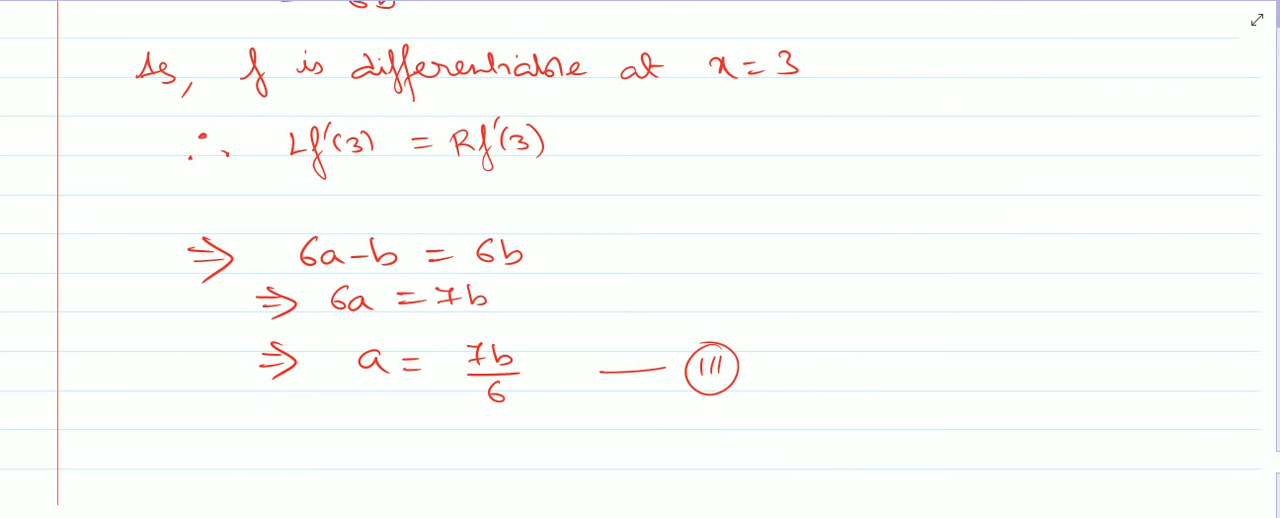 As, f is differentiable at x = 3
∴ Lf'(3) = Rf'(3)
⇒ 6a - b = 6b
⇒ 6a = 7b
⇒ a = 7b/6 — (III)